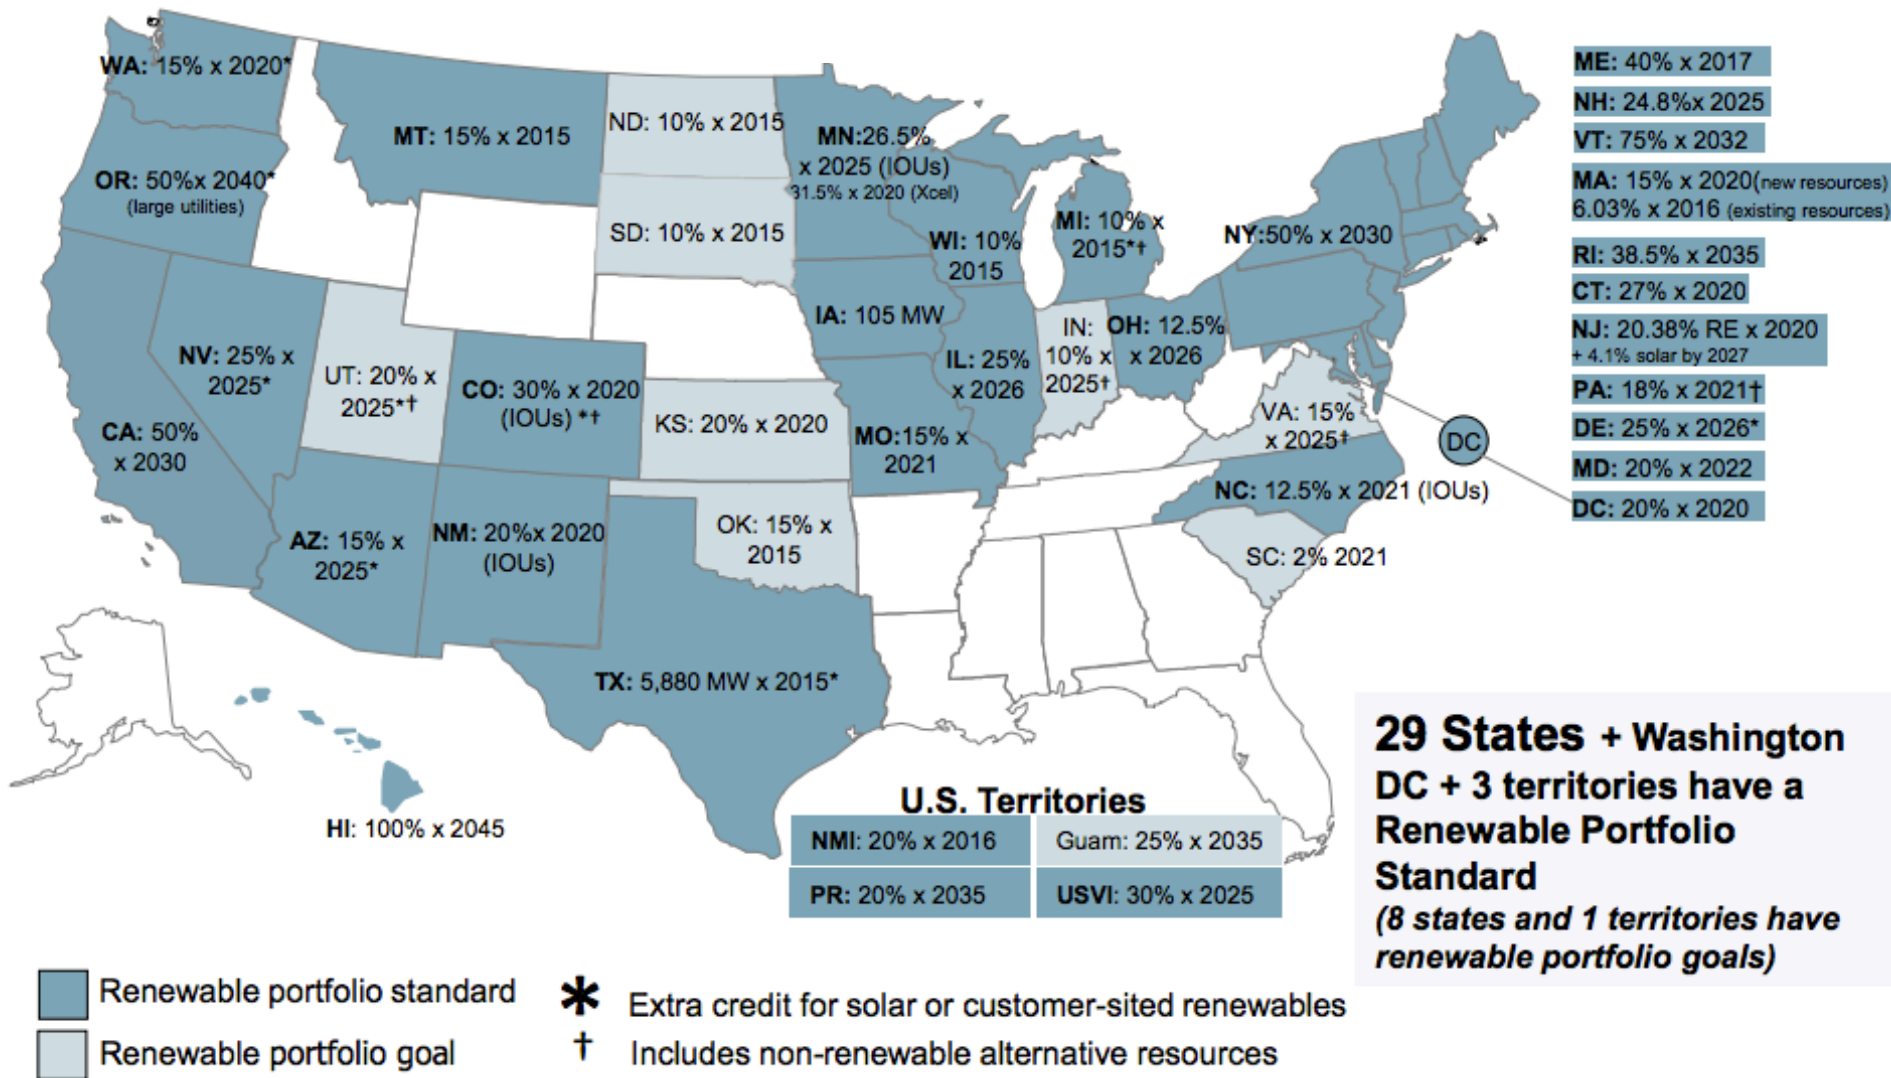 WA: 15% x 2020*
MT: 15% x 2015
ND: 10% x 2015
MN:26.5%
x 2025 (IOUs)
31.5% x 2020 (Xcel)
OR: 50%x 2040*
(large utilities)
SD: 10% x 2015
WI: 10%
2015
MI: 10% x
2015*†
NY:50% x 2030
NV: 25% x
2025*
UT: 20% x
2025*†
CO: 30% x 2020
(IOUs) *†
IA: 105 MW
IL: 25%
x 2026
IN:
10% x
2025†
OH: 12.5%
x 2026
CA: 50%
x 2030
KS: 20% x 2020
MO:15% x
2021
VA: 15%
x 2025†
DC
AZ: 15% x
2025*
NM: 20%x 2020
(IOUs)
OK: 15% x
2015
NC: 12.5% x 2021 (IOUs)
SC: 2% 2021
TX: 5,880 MW x 2015*
HI: 100% x 2045
ME: 40% x 2017
NH: 24.8%x 2025
VT: 75% x 2032
MA: 15% x 2020(new resources)
6.03% x 2016 (existing resources)
RI: 38.5% x 2035
CT: 27% x 2020
NJ: 20.38% RE x 2020
+ 4.1% solar by 2027
PA: 18% x 2021†
DE: 25% x 2026*
MD: 20% x 2022
DC: 20% x 2020
U.S. Territories
NMI: 20% x 2016
Guam: 25% x 2035
PR: 20% x 2035
USVI: 30% x 2025
29 States + Washington
DC + 3 territories have a
Renewable Portfolio
Standard
(8 states and 1 territories have
renewable portfolio goals)
Renewable portfolio standard
* Extra credit for solar or customer-sited renewables
Renewable portfolio goal
† Includes non-renewable alternative resources